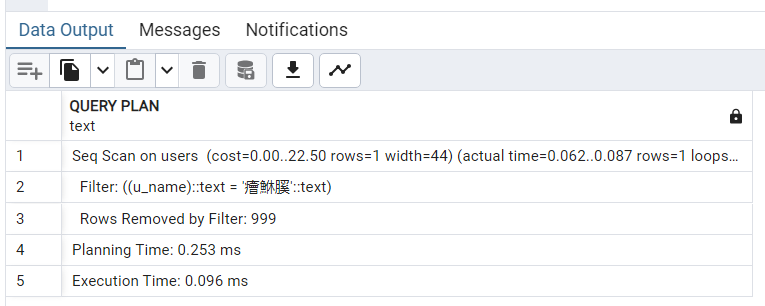 Data Output Messages Notifications
QUERY PLAN
text
1 Seq Scan on users (cost=0.00..22.50 rows=1 width=44) (actual time=0.062..0.087 rows=1 loops...
2 Filter: ((u_name)::text = '癐鮴膎'::text)
3 Rows Removed by Filter: 999
4 Planning Time: 0.253 ms
5 Execution Time: 0.096 ms